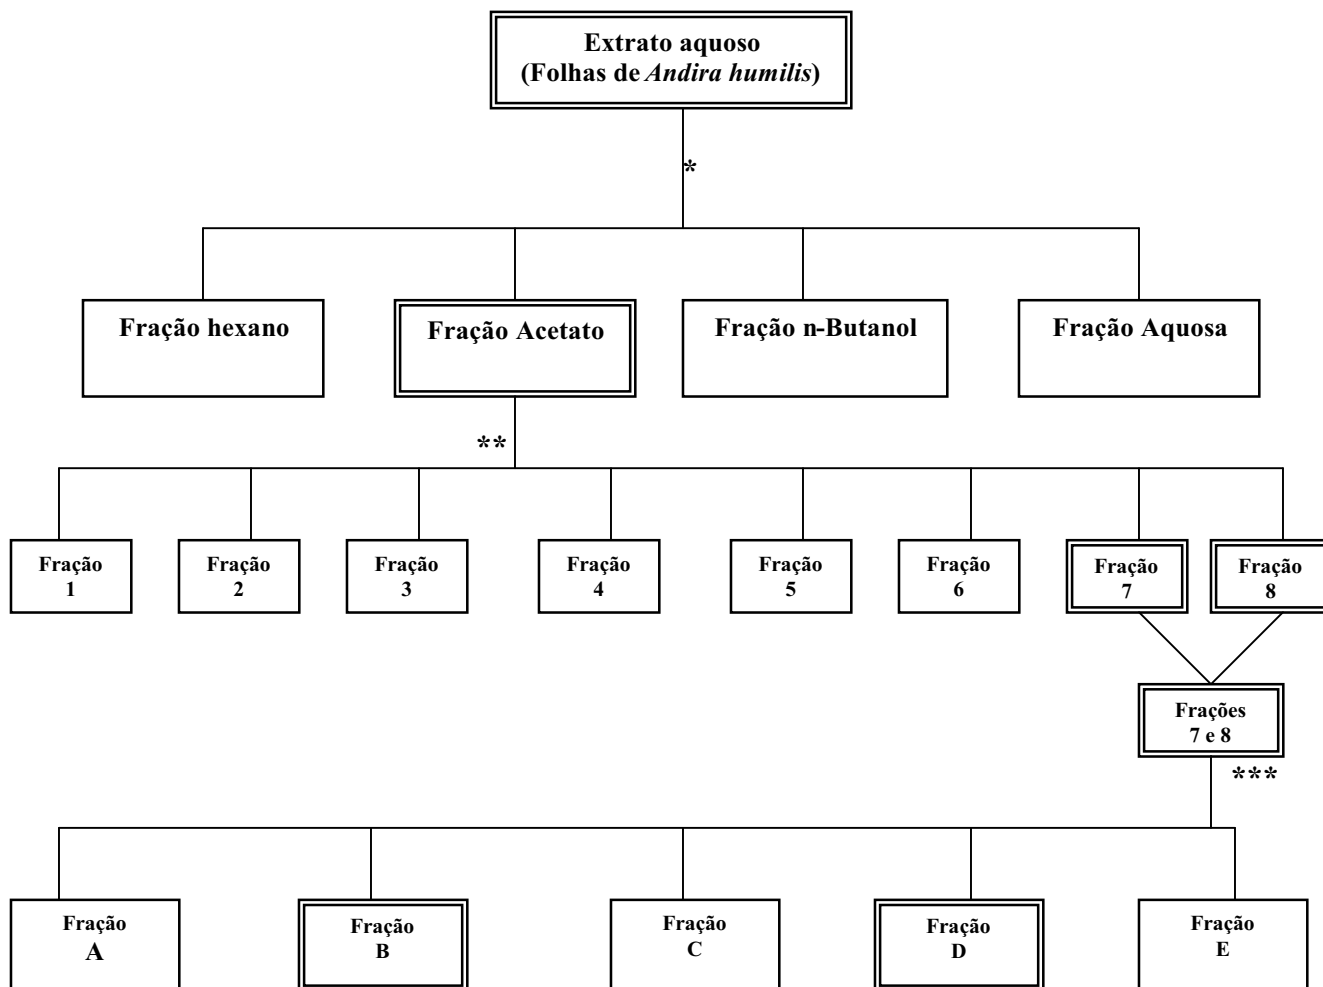 Extrato aquoso
(Folhas de Andira humilis)
*
Fração hexano
Fração Acetato
Fração n-Butanol
Fração Aquosa
**
Fração
1
Fração
2
Fração
3
Fração
4
Fração
5
Fração
6
Fração
7
Fração
8
Frações
7 e 8
***
Fração
A
Fração
B
Fração
C
Fração
D
Fração
E